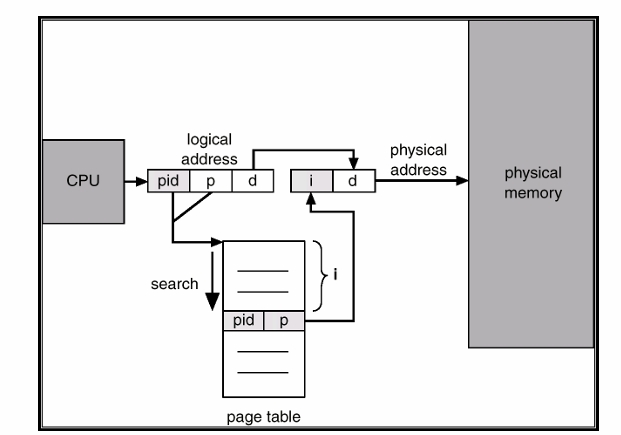 logical
address
physical
address
CPU
pid p d
i d
physical
memory
search
i
pid p
page table